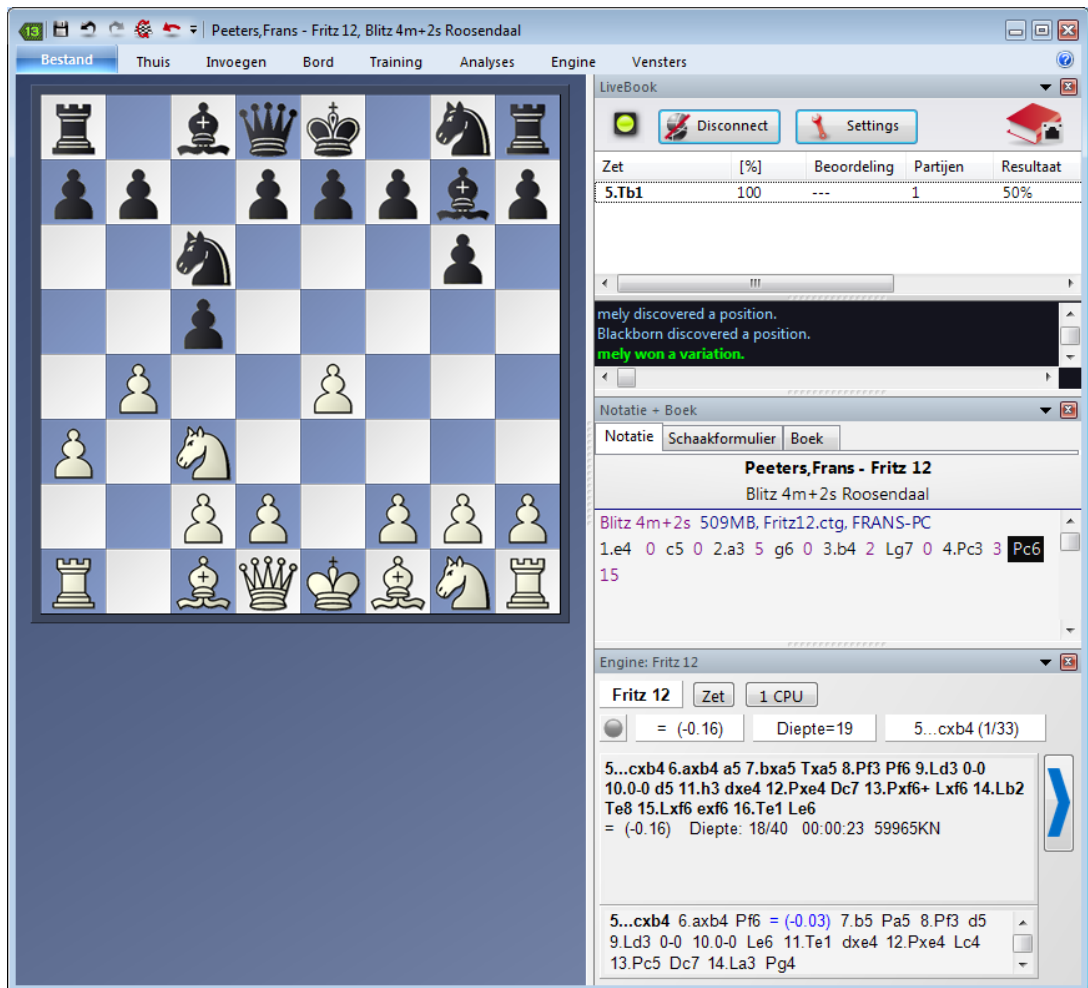 13 Peeters,Frans - Fritz 12, Blitz 4m+2s Roosendaal
Bestand Thuis Invoegen Bord Training Analyses Engine Vensters
LiveBook
Disconnect Settings
Zet [%] Beoordeling Partijen Resultaat
5.Tb1 100 --- 1 50%
mely discovered a position.
Blackborn discovered a position.
mely won a variation.
Notatie + Boek
Notatie Schaakformulier Boek
Peeters,Frans - Fritz 12
Blitz 4m+2s Roosendaal
Blitz 4m+2s 509MB, Fritz12.ctg, FRANS-PC
1.e4 0 c5 0 2.a3 5 g6 0 3.b4 2 Lg7 0 4.Pc3 3 Pc6
15
Engine: Fritz 12
Fritz 12 Zet 1 CPU
= (-0.16) Diepte=19 5...cxb4 (1/33)
5...cxb4 6.axb4 a5 7.bxa5 Txa5 8.Pf3 Pf6 9.Ld3 0-0
10.0-0 d5 11.h3 dxe4 12.Pxe4 Dc7 13.Pxf6+ Lxf6 14.Lb2
Te8 15.Lxf6 exf6 16.Te1 Le6
= (-0.16) Diepte: 18/40 00:00:23 59965KN
5...cxb4 6.axb4 Pf6 = (-0.03) 7.b5 Pa5 8.Pf3 d5
9.Ld3 0-0 10.0-0 Le6 11.Te1 dxe4 12.Pxe4 Lc4
13.Pc5 Dc7 14.La3 Pg4